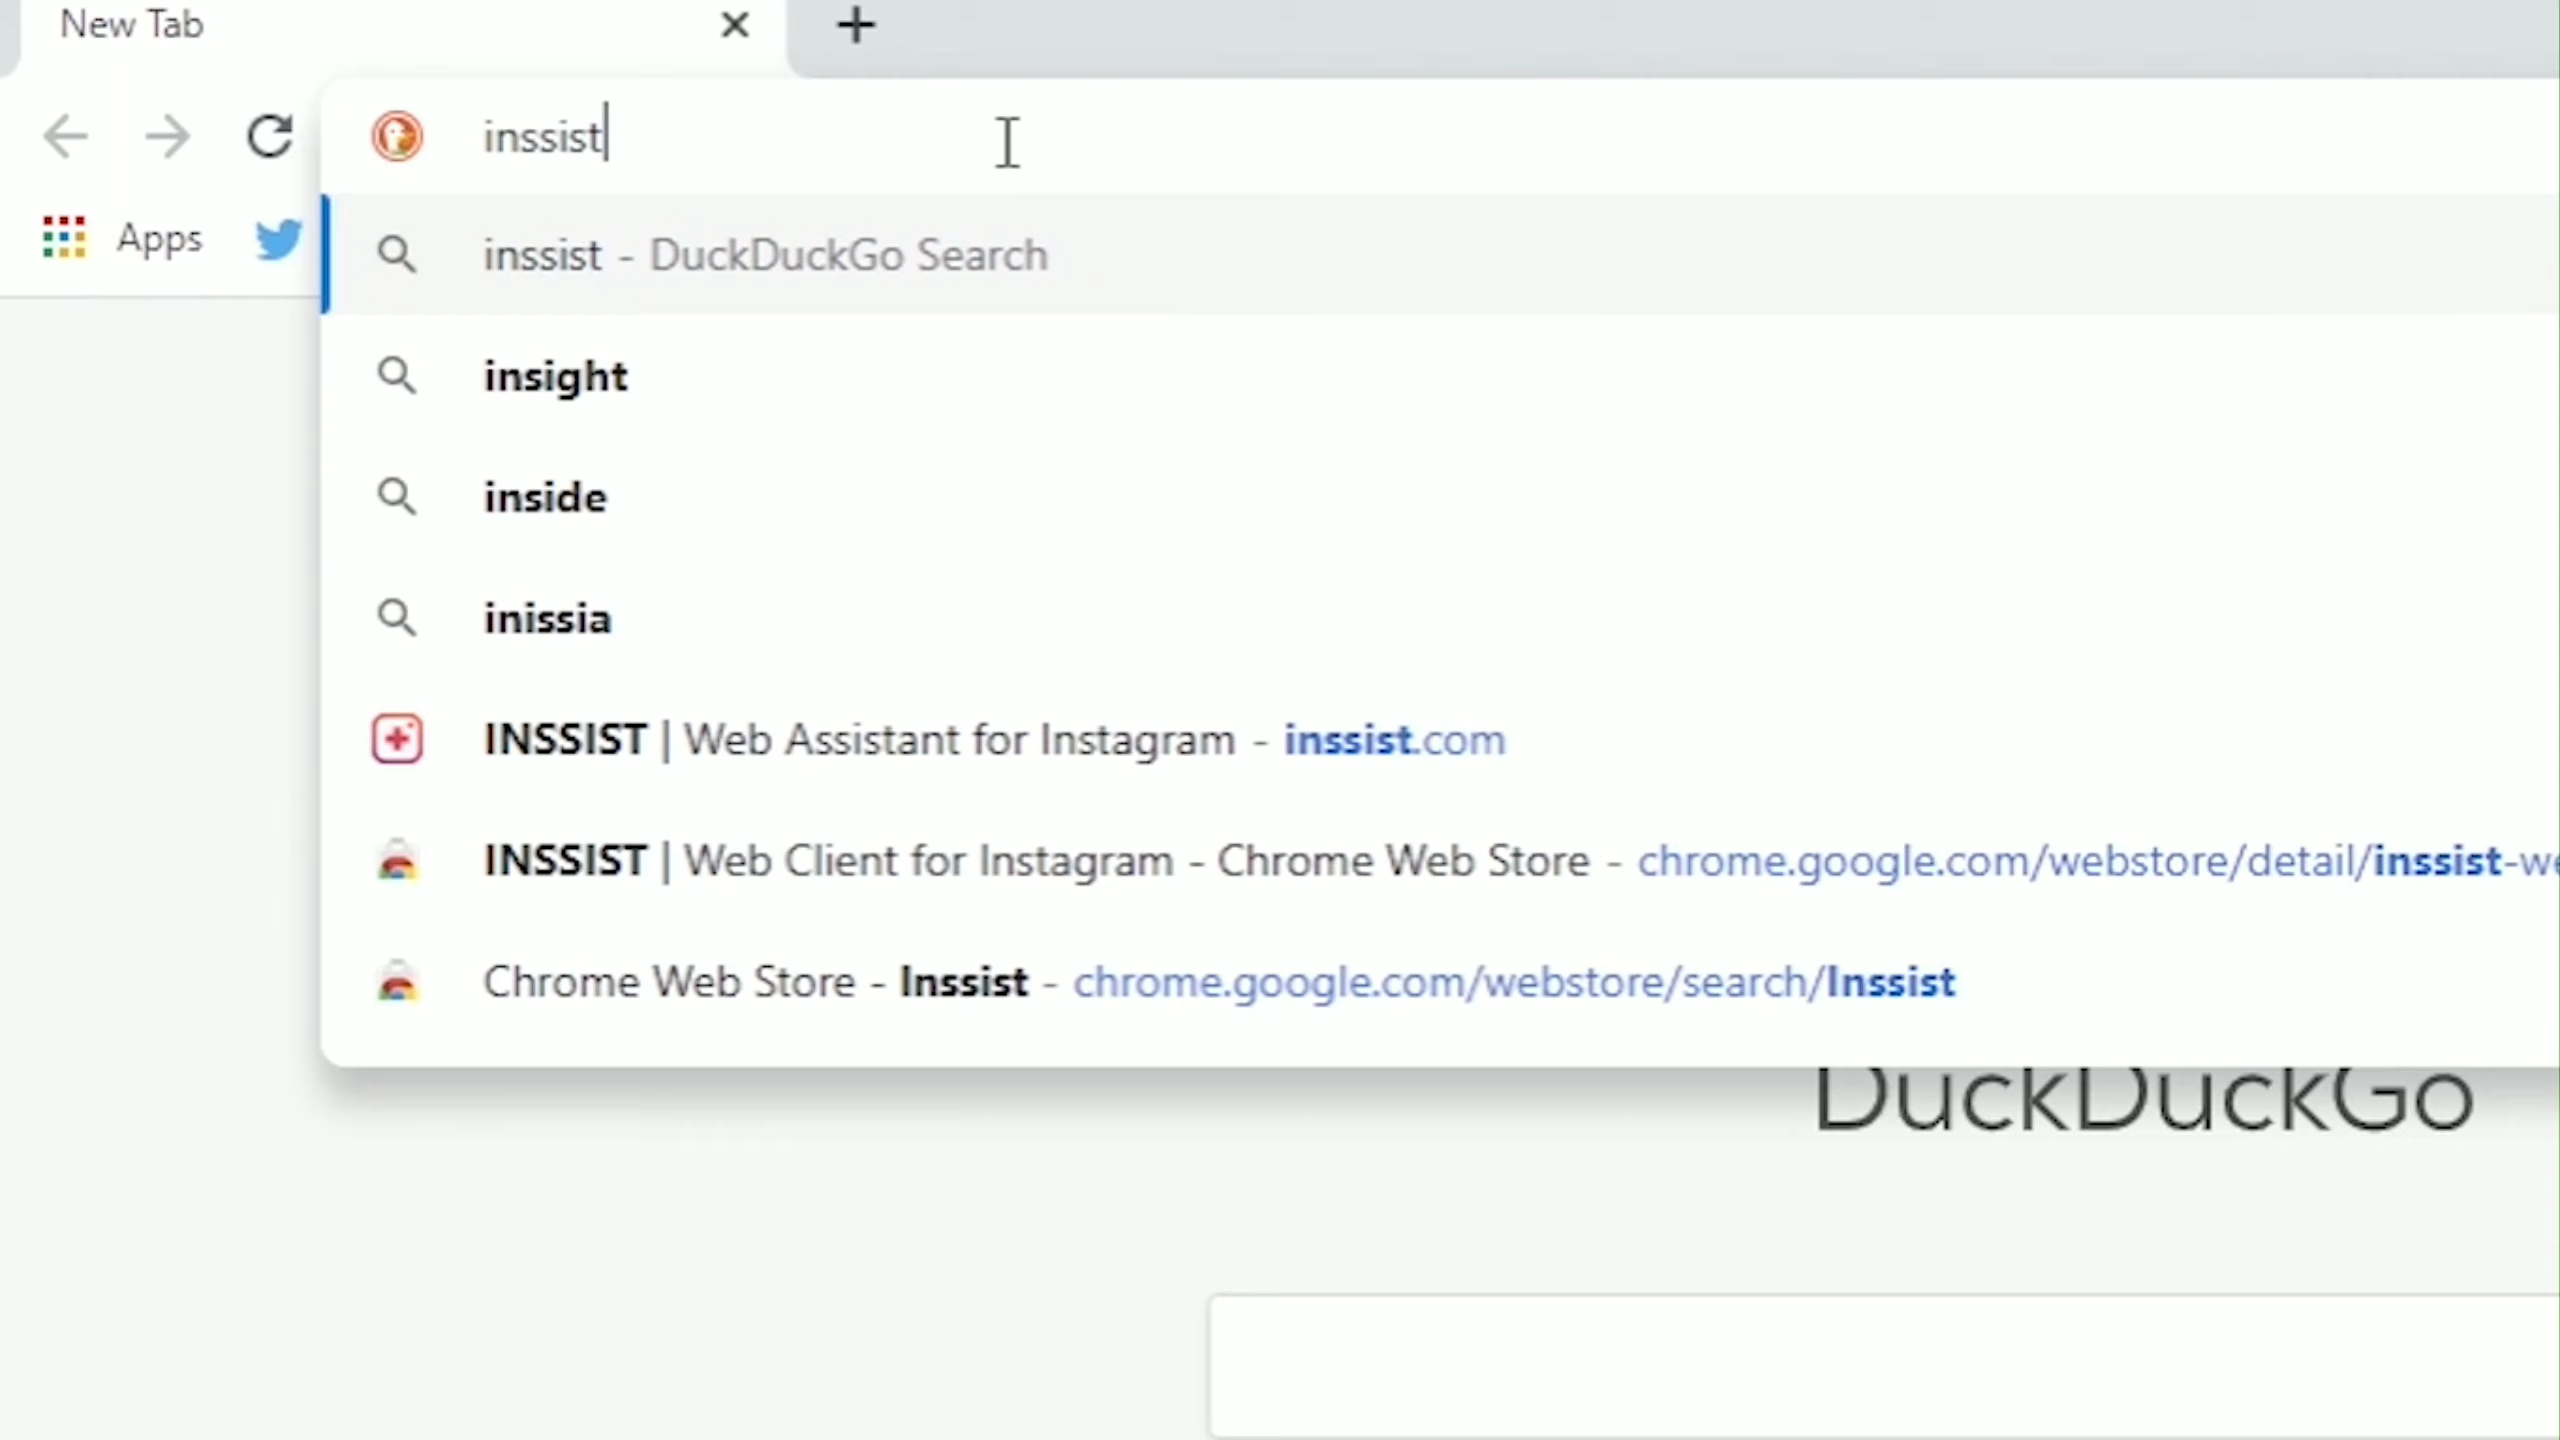 New Tab
inssist
Apps
inssist - DuckDuckGo Search
insight
inside
inissia
INSSIST | Web Assistant for Instagram - inssist.com
INSSIST | Web Client for Instagram - Chrome Web Store - chrome.google.com/webstore/detail/inssist-we
Chrome Web Store - Inssist - chrome.google.com/webstore/search/Inssist
DuckDuckGo